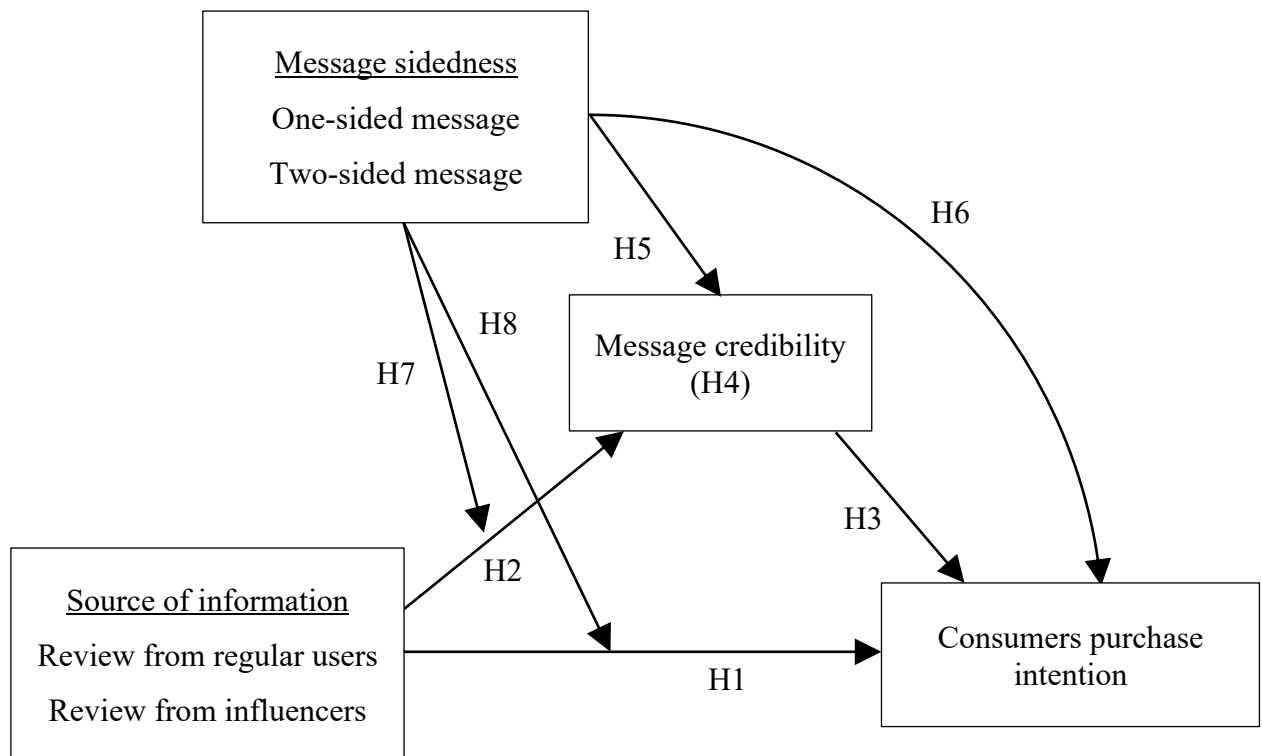 Message sidedness
One-sided message
Two-sided message
H6
H5
H8
Message credibility
(H4)
H7
H3
H2
Source of information
Review from regular users
Review from influencers
H1
Consumers purchase
intention